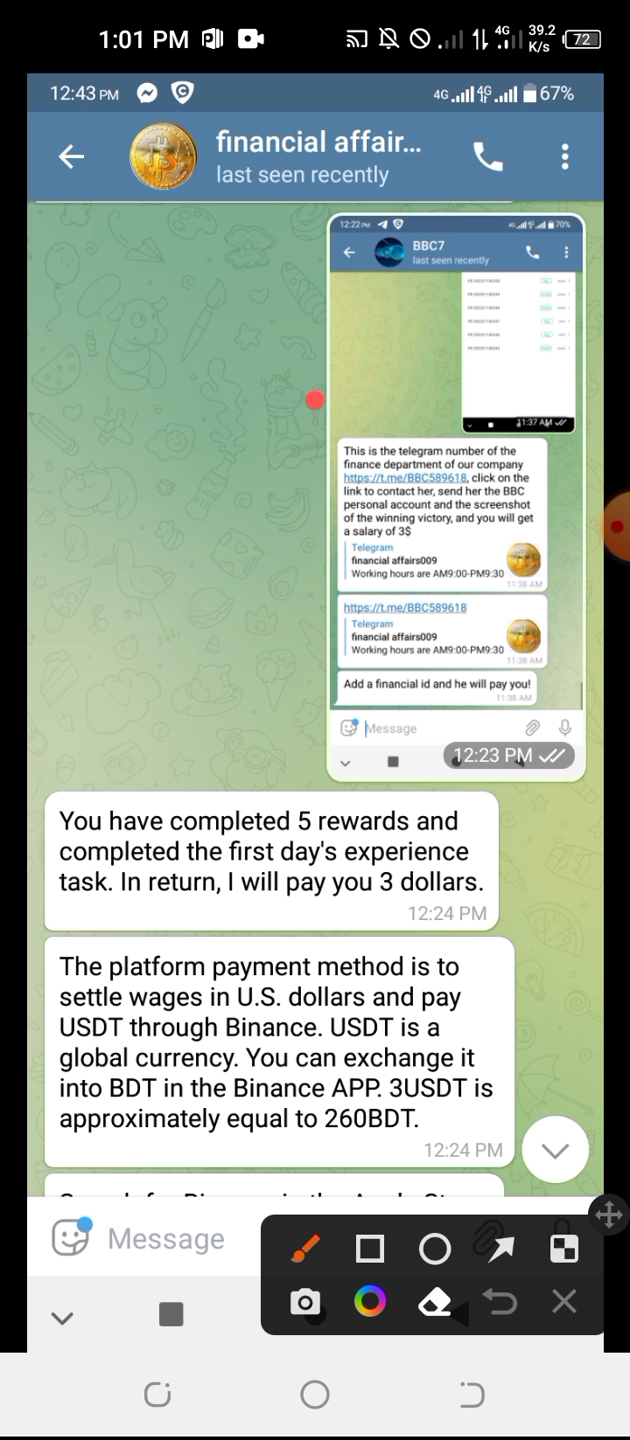 1:01 PM
4G 39.2 K/s 72
12:43 PM
4G 4G 67%
financial affair...
last seen recently
12:22 PM 70%
BBC7
last seen recently
11:37 AM
This is the telegram number of the
finance department of our company
https://t.me/BBC589618, click on the
link to contact her, send her the BBC
personal account and the screenshot
of the winning victory, and you will get
a salary of 3$
Telegram
financial affairs009
Working hours are AM9:00-PM9:30
11:38 AM
https://t.me/BBC589618
Telegram
financial affairs009
Working hours are AM9:00-PM9:30
11:38 AM
Add a financial id and he will pay you!
11:38 AM
Message
12:23 PM
You have completed 5 rewards and
completed the first day's experience
task. In return, I will pay you 3 dollars.
12:24 PM
The platform payment method is to
settle wages in U.S. dollars and pay
USDT through Binance. USDT is a
global currency. You can exchange it
into BDT in the Binance APP. 3USDT is
approximately equal to 260BDT.
12:24 PM
Message